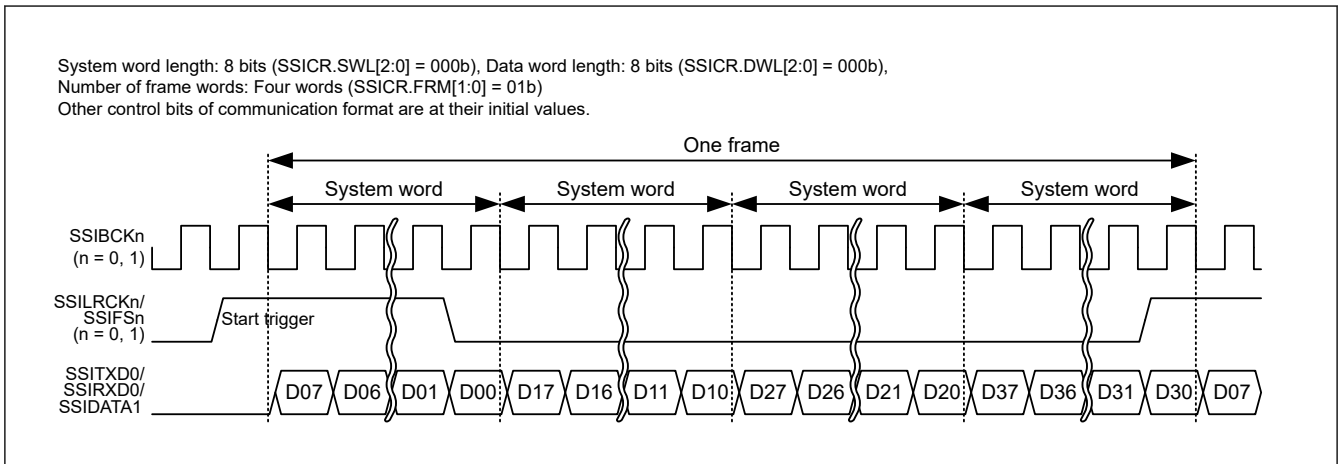 System word length: 8 bits (SSICR.SWL[2:0] = 000b), Data word length: 8 bits (SSICR.DWL[2:0] = 000b),
Number of frame words: Four words (SSICR.FRM[1:0] = 01b)
Other control bits of communication format are at their initial values.
One frame
System word System word System word System word
SSIBCKn
(n = 0, 1)
SSILRCKn/
SSIFSn
(n = 0, 1)
Start trigger
SSITXD0/
SSIRXD0/
SSIDATA1
D07 D06 D01 D00 D17 D16 D11 D10 D27 D26 D21 D20 D37 D36 D31 D30 D07